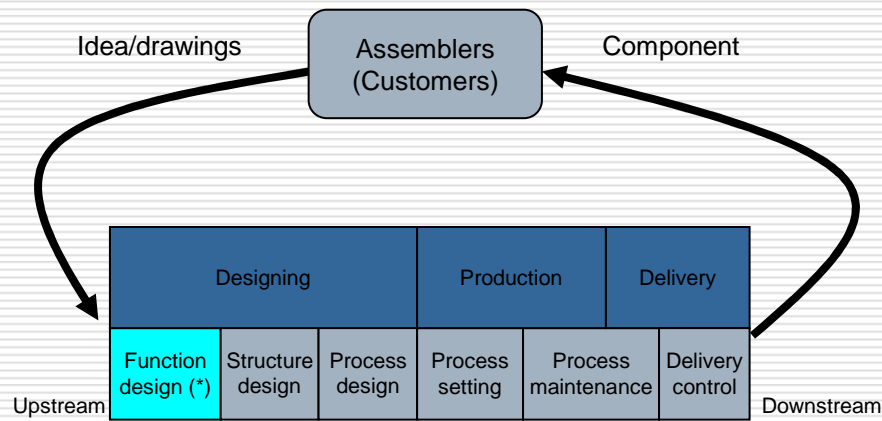 Idea/drawings
Assemblers
(Customers)
Component
Designing
Production
Delivery
Function
design (*)
Structure
design
Process
design
Process
setting
Process
maintenance
Delivery
control
Upstream
Downstream